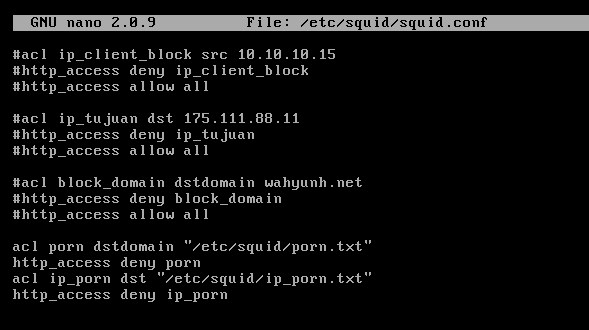 GNU nano 2.0.9 File: /etc/squid/squid.conf
#acl ip_client_block src 10.10.10.15
#http_access deny ip_client_block
#http_access allow all
#acl ip_tujuan dst 175.111.88.11
#http_access deny ip_tujuan
#http_access allow all
#acl block_domain dstdomain wahyunh.net
#http_access deny block_domain
#http_access allow all
acl porn dstdomain "/etc/squid/porn.txt"
http_access deny porn
acl ip_porn dst "/etc/squid/ip_porn.txt"
http_access deny ip_porn